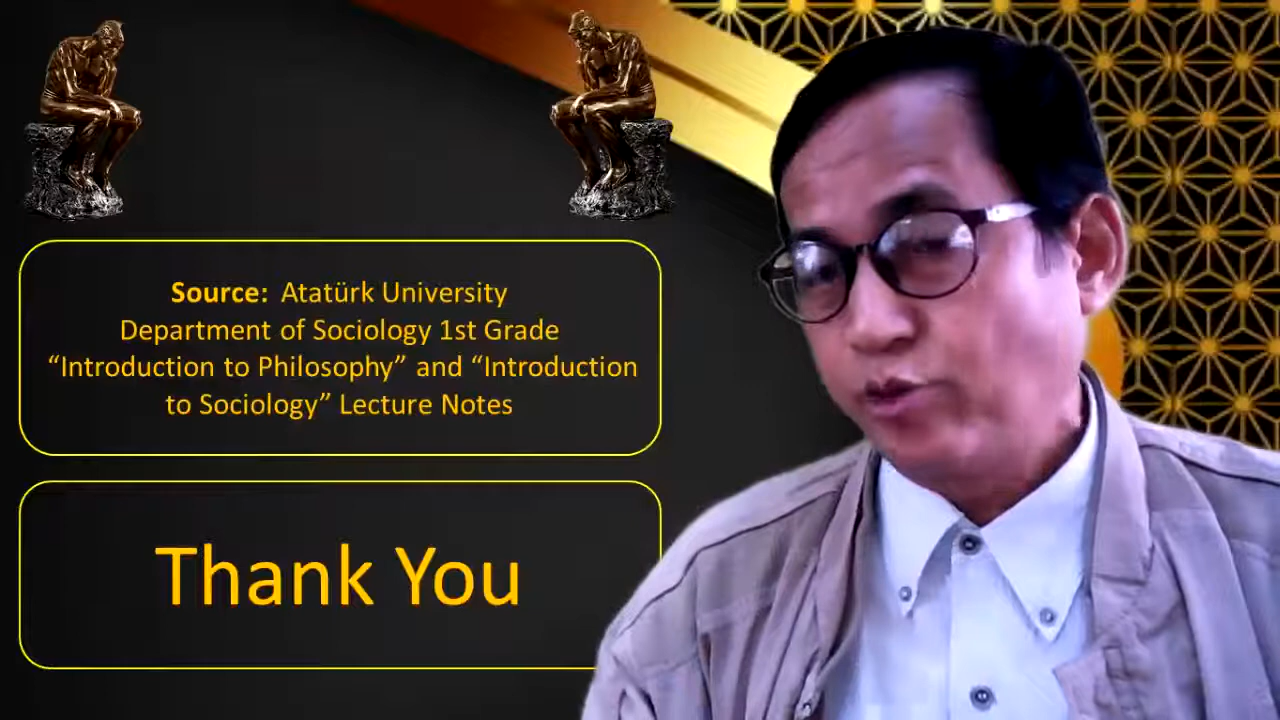 Source: Atatürk University
Department of Sociology 1st Grade
“Introduction to Philosophy” and “Introduction
to Sociology” Lecture Notes
Thank You